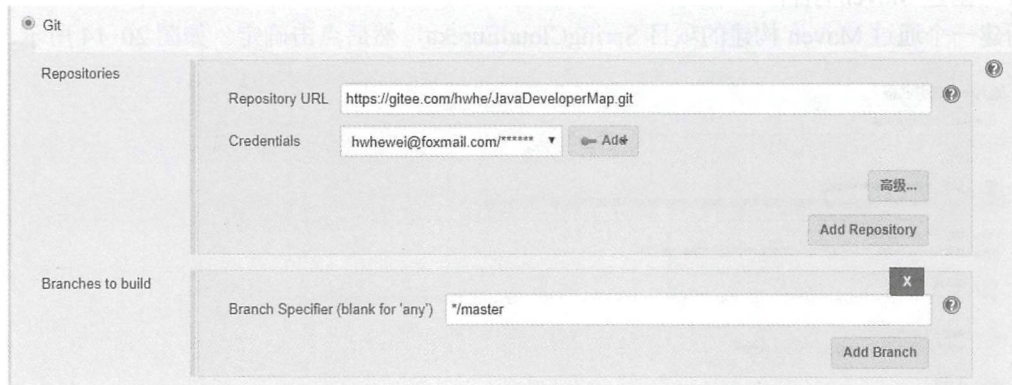 Git
Repositories
Repository URL https://gitee.com/hwhe/JavaDeveloperMap.git
Credentials hwhewei@foxmail.com/****** Add
高级...
Add Repository
Branches to build
X
Branch Specifier (blank for 'any') */master
Add Branch